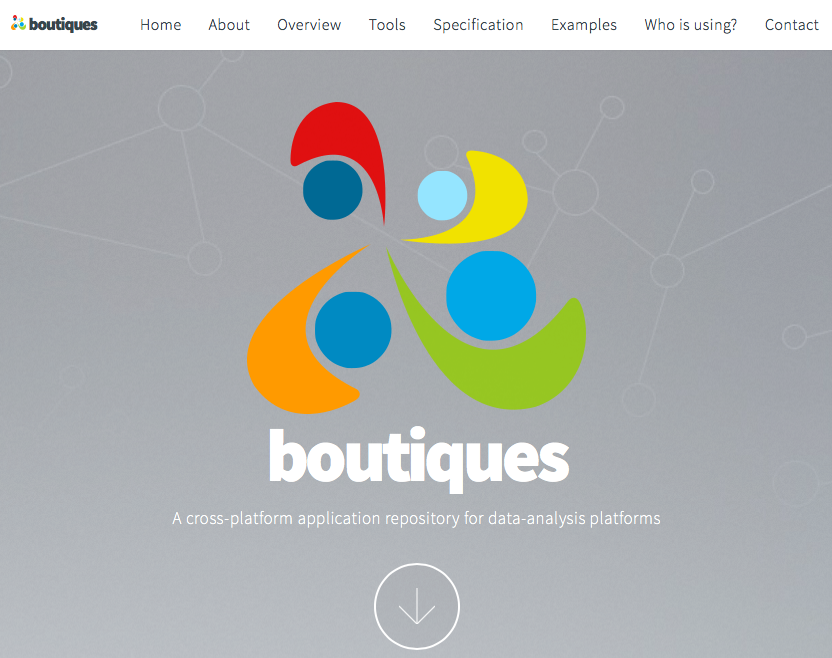 boutiques Home About Overview Tools Specification Examples Who is using? Contact
boutiques
A cross-platform application repository for data-analysis platforms